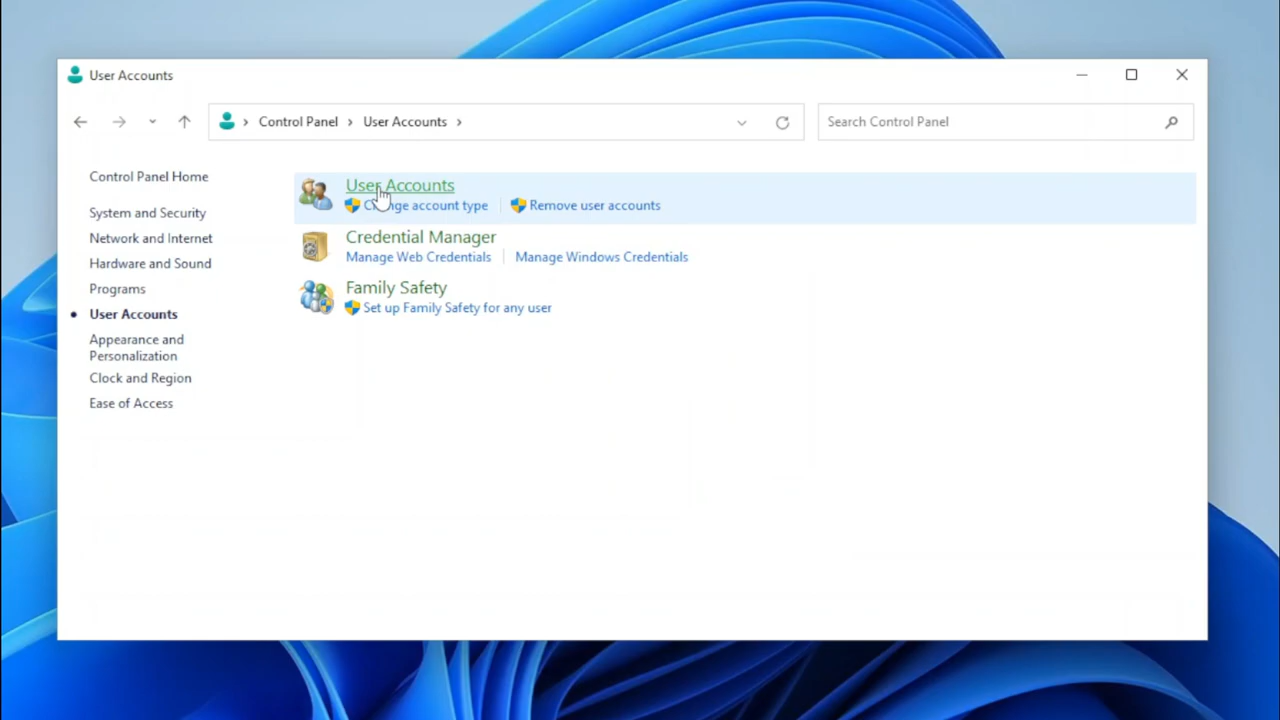 User Accounts
Control Panel > User Accounts >
Search Control Panel
Control Panel Home
System and Security
Network and Internet
Hardware and Sound
Programs
User Accounts
Appearance and
Personalization
Clock and Region
Ease of Access
User Accounts
Change account type
Remove user accounts
Credential Manager
Manage Web Credentials
Manage Windows Credentials
Family Safety
Set up Family Safety for any user